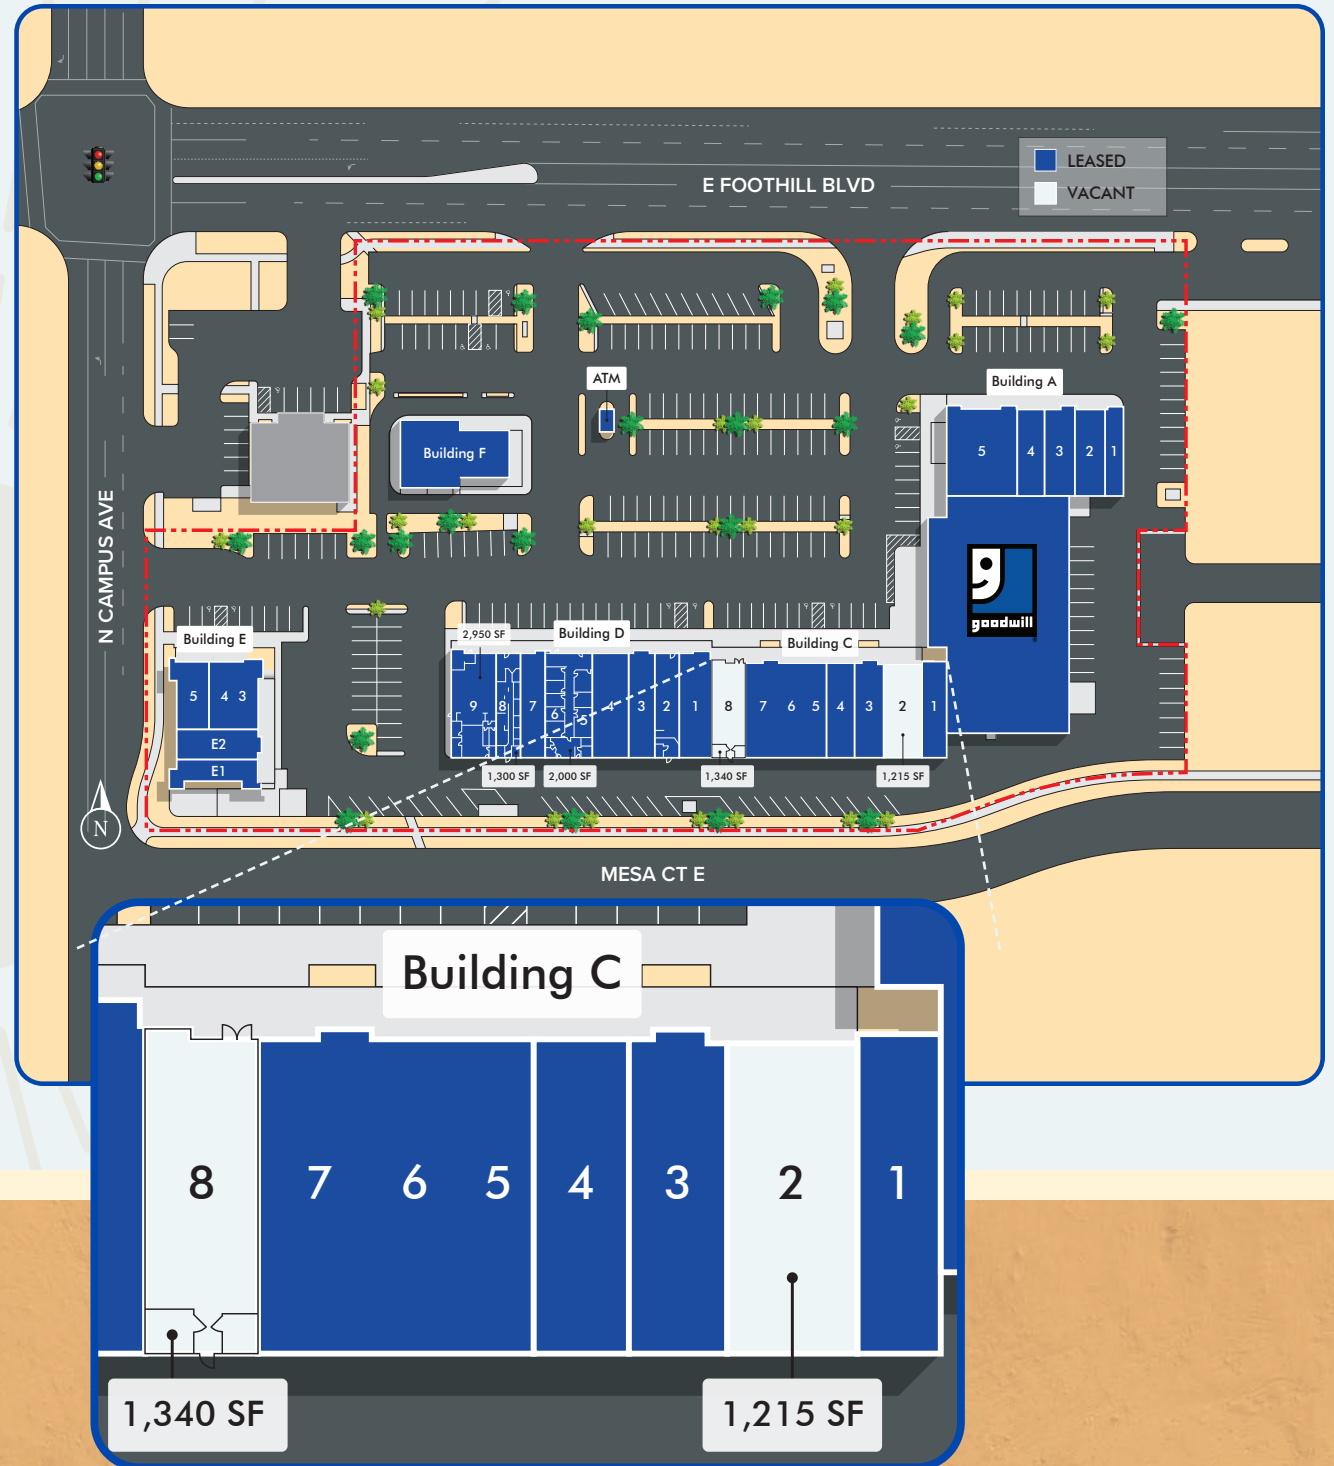 E FOOTHILL BLVD
LEASED
VACANT
ATM
Building A
5
4
3
2
1
Building F
N CAMPUS AVE
goodwill
Building E
5
4
3
E2
E1
2,950 SF
Building D
Building C
9
8
7
6
5
4
3
2
1
8
7
6
5
4
3
2
1
1,300 SF
2,000 SF
1,340 SF
1,215 SF
N
MESA CT E
Building C
8
7
6
5
4
3
2
1
1,340 SF
1,215 SF